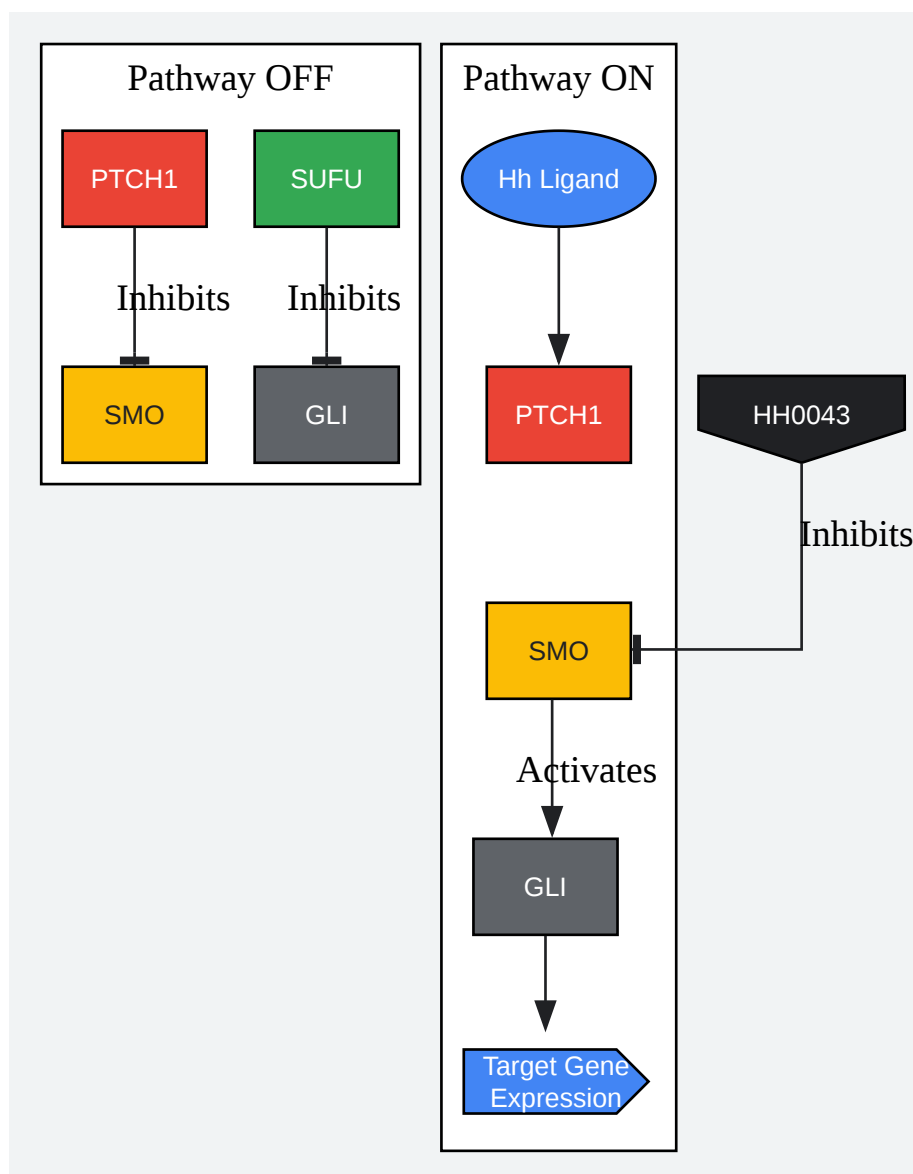 Pathway OFF
PTCH1
SUFU
Inhibits
Inhibits
SMO
GLI
Pathway ON
Hh Ligand
PTCH1
SMO
Activates
GLI
Target Gene
Expression
HH0043
Inhibits